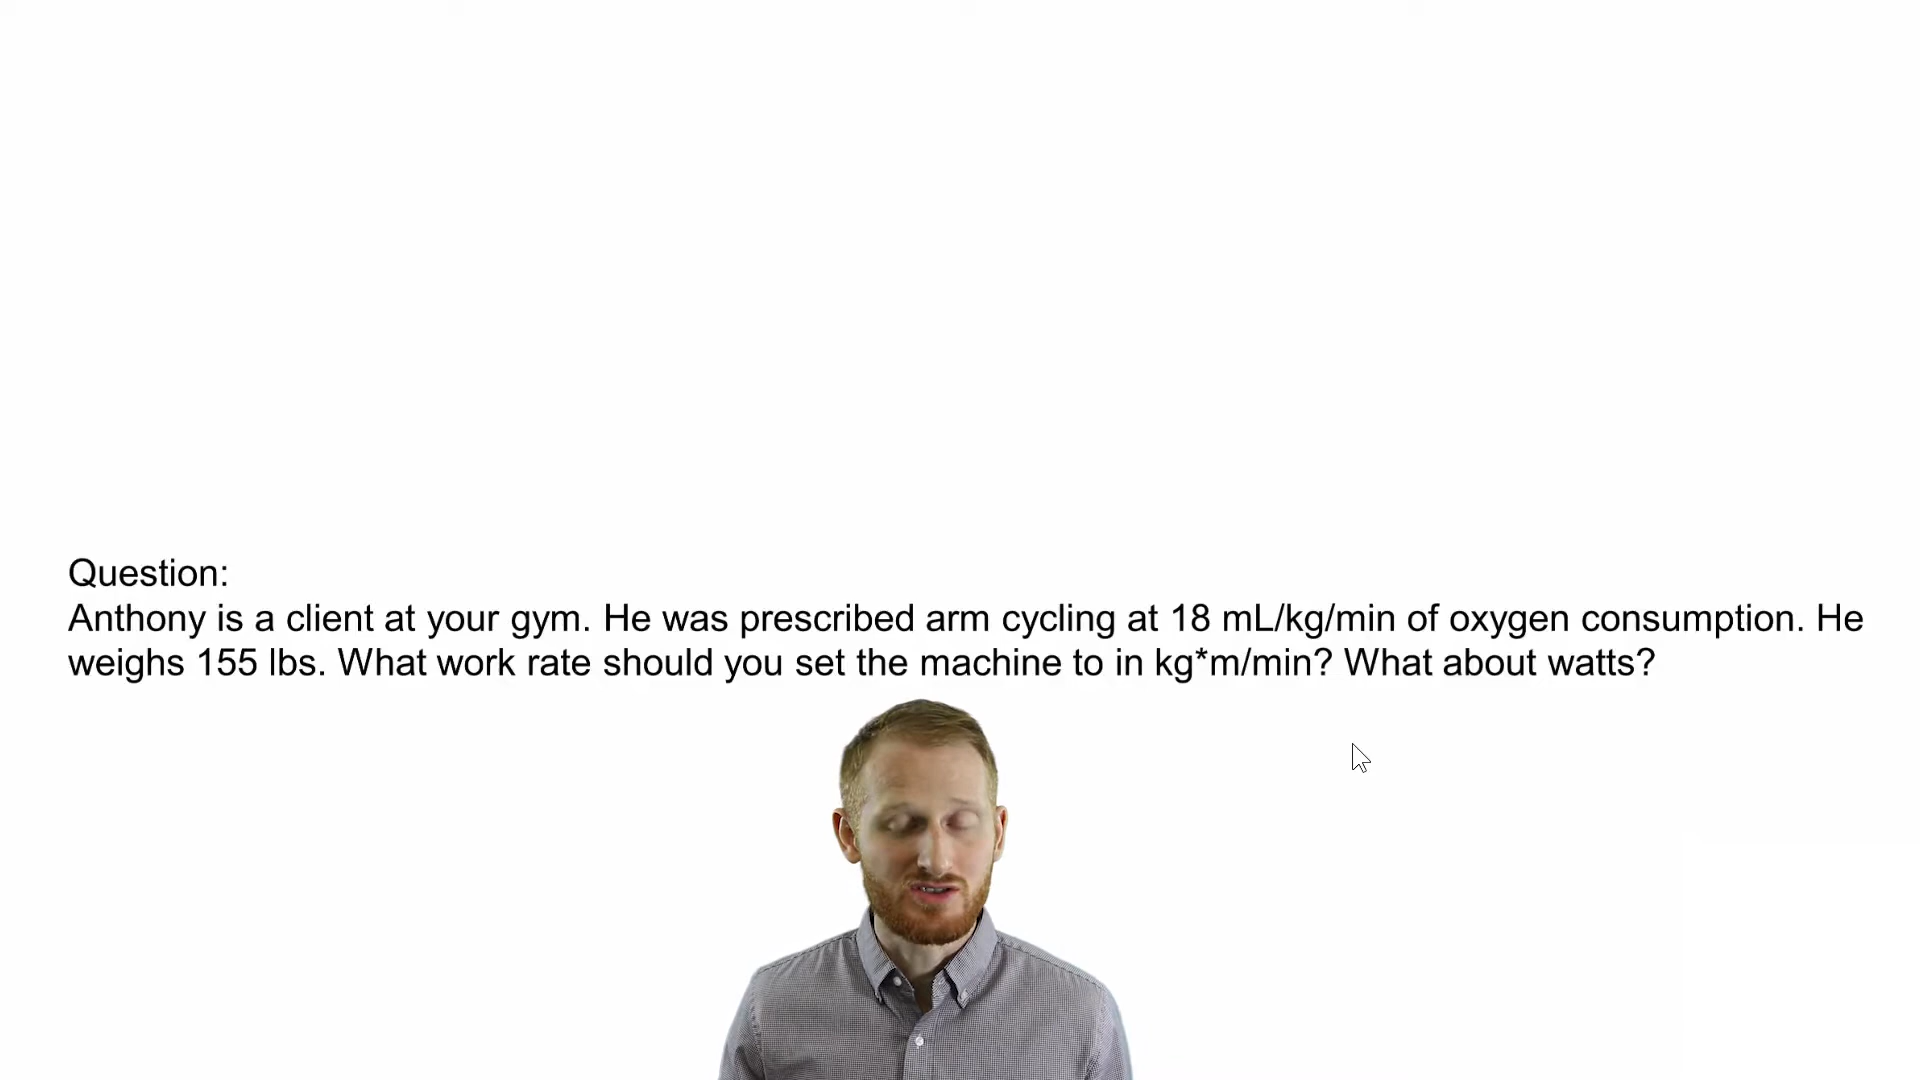 Question:
Anthony is a client at your gym. He was prescribed arm cycling at 18 mL/kg/min of oxygen consumption. He
weighs 155 lbs. What work rate should you set the machine to in kg*m/min? What about watts?